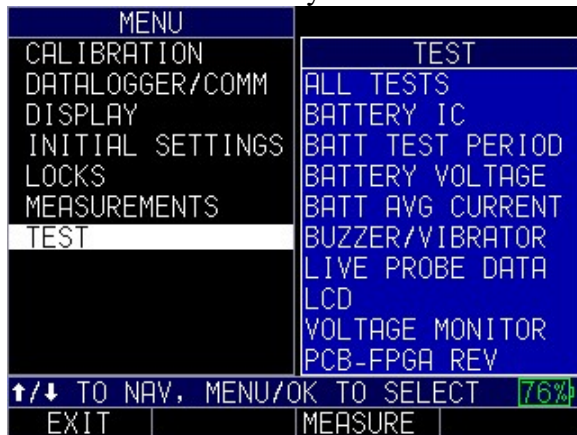 MENU
CALIBRATION
DATALOGGER/COMM
DISPLAY
INITIAL SETTINGS
LOCKS
MEASUREMENTS
TEST
TEST
ALL TESTS
BATTERY IC
BATT TEST PERIOD
BATTERY VOLTAGE
BATT AVG CURRENT
BUZZER/VIBRATOR
LIVE PROBE DATA
LCD
VOLTAGE MONITOR
PCB-FPGA REV
↑/↓ TO NAV, MENU/OK TO SELECT 76%
EXIT MEASURE